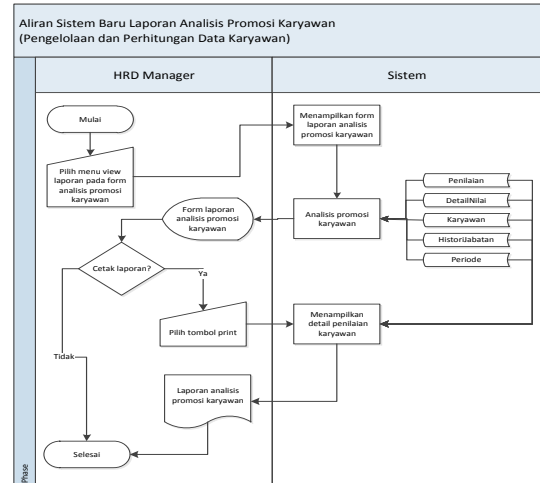 Aliran Sistem Baru Laporan Analisis Promosi Karyawan
(Pengelolaan dan Perhitungan Data Karyawan)
HRD Manager
Sistem
Mulai
Menampilkan form
laporan analisis
promosi karyawan
Pilih menu view
laporan pada form
analisis promosi
karyawan
Penilaian
DetailNilai
Karyawan
HistoriJabatan
Periode
Form laporan
analisis promosi
karyawan
Analisis promosi
karyawan
Cetak laporan?
Ya
Pilih tombol print
Menampilkan
detail penilaian
karyawan
Tidak
Laporan analisis
promosi karyawan
Selesai
Phase